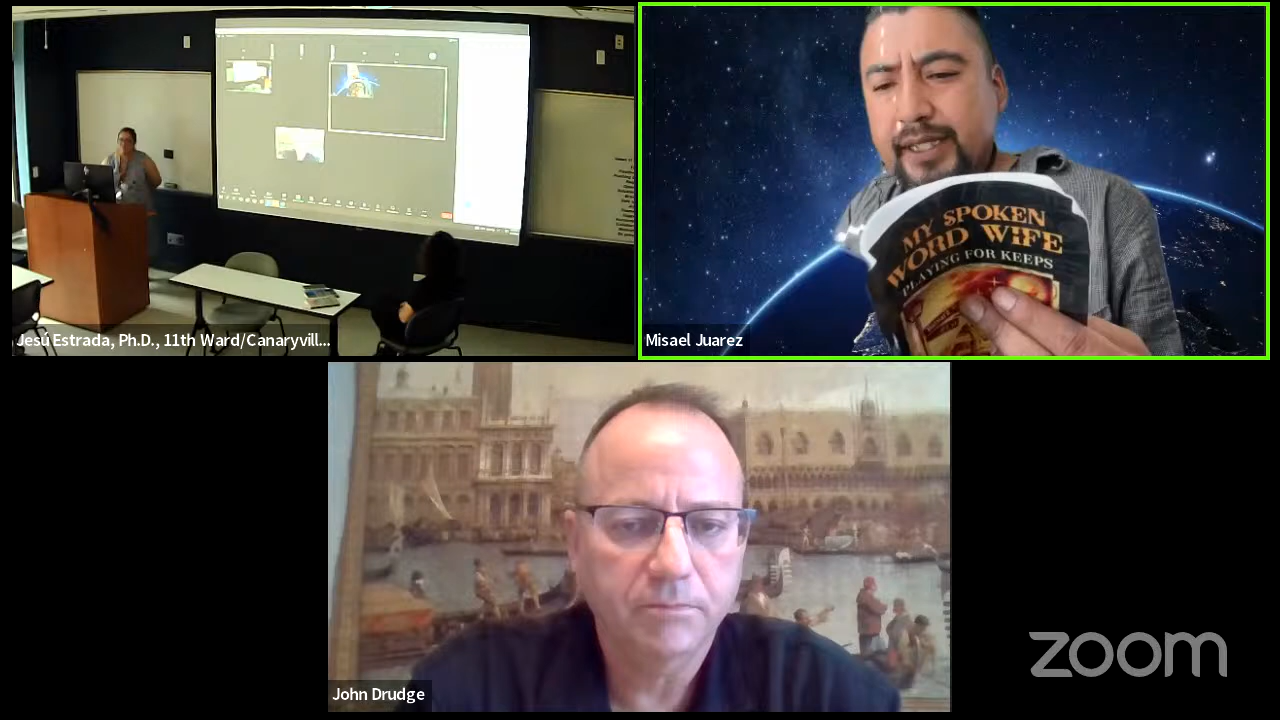 Jesú Estrada, Ph.D., 11th Ward/Canaryvill...
MY SPOKEN
WORD WIFE
PLAYING FOR KEEPS
Misael Juarez
John Drudge
zoom